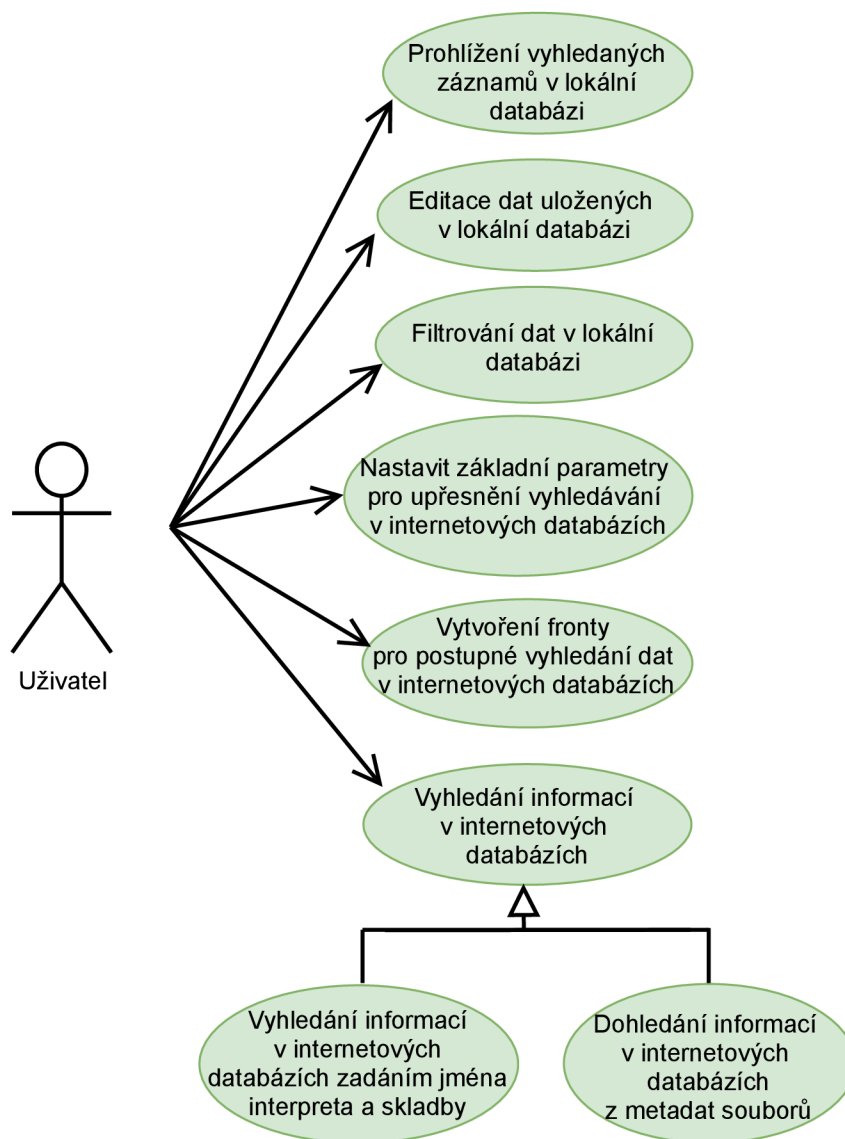 Prohlížení vyhledaných
záznamů v lokální
databázi
Editace dat uložených
v lokální databázi
Filtrování dat v lokální
databázi
Nastavit základní parametry
pro upřesnění vyhledávání
v internetových databázích
Uživatel
Vytvoření fronty
pro postupné vyhledání dat
v internetových databázích
Vyhledání informací
v internetových
databázích
Vyhledání informací
v internetových
databázích zadáním jména
interpreta a skladby
Dohledání informací
v internetových
databázích
z metadat souborů